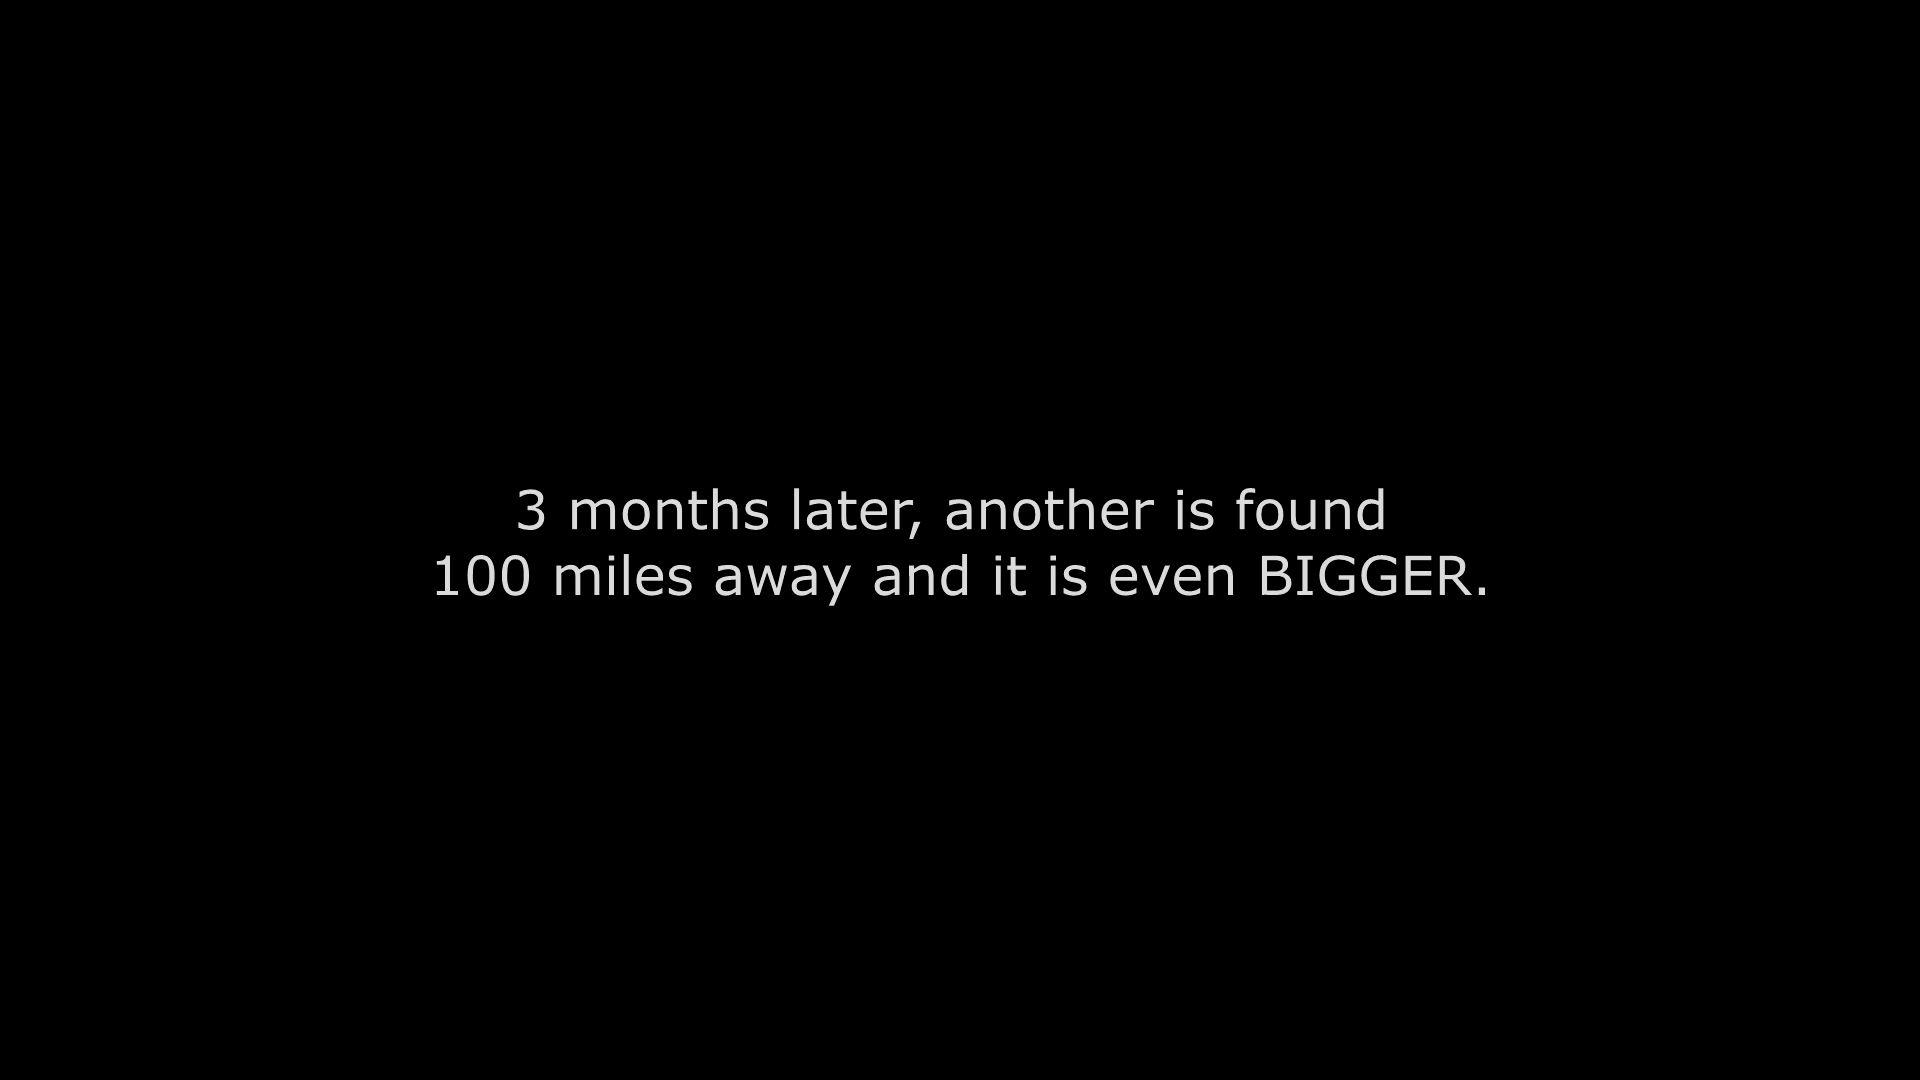 3 months later, another is found
100 miles away and it is even BIGGER.